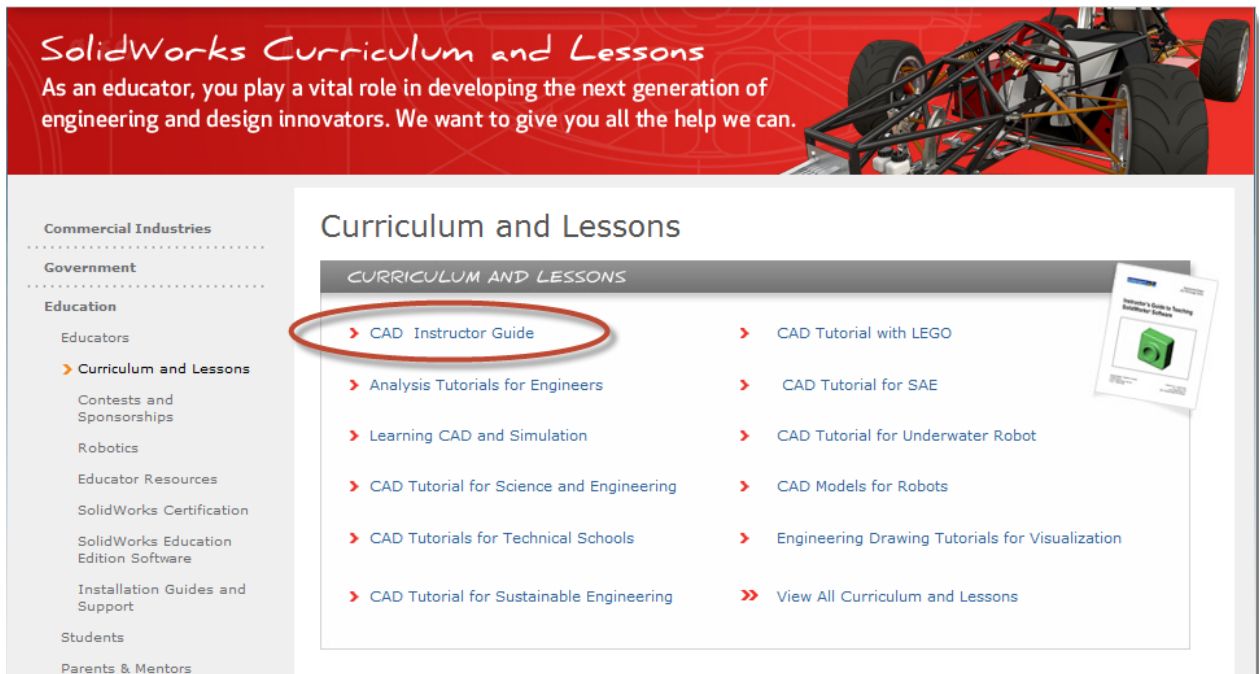 SolidWorks Curriculum and Lessons
As an educator, you play a vital role in developing the next generation of
engineering and design innovators. We want to give you all the help we can.
Commercial Industries
Government
Education
Educators
Curriculum and Lessons
Contests and
Sponsorships
Robotics
Educator Resources
SolidWorks Certification
SolidWorks Education
Edition Software
Installation Guides and
Support
Students
Parents & Mentors
Curriculum and Lessons
CURRICULUM AND LESSONS
CAD Instructor Guide
CAD Tutorial with LEGO
Analysis Tutorials for Engineers
CAD Tutorial for SAE
Learning CAD and Simulation
CAD Tutorial for Underwater Robot
CAD Tutorial for Science and Engineering
CAD Models for Robots
CAD Tutorials for Technical Schools
Engineering Drawing Tutorials for Visualization
CAD Tutorial for Sustainable Engineering
View All Curriculum and Lessons
Instructor's Guide to Teaching
SolidWorks® Software